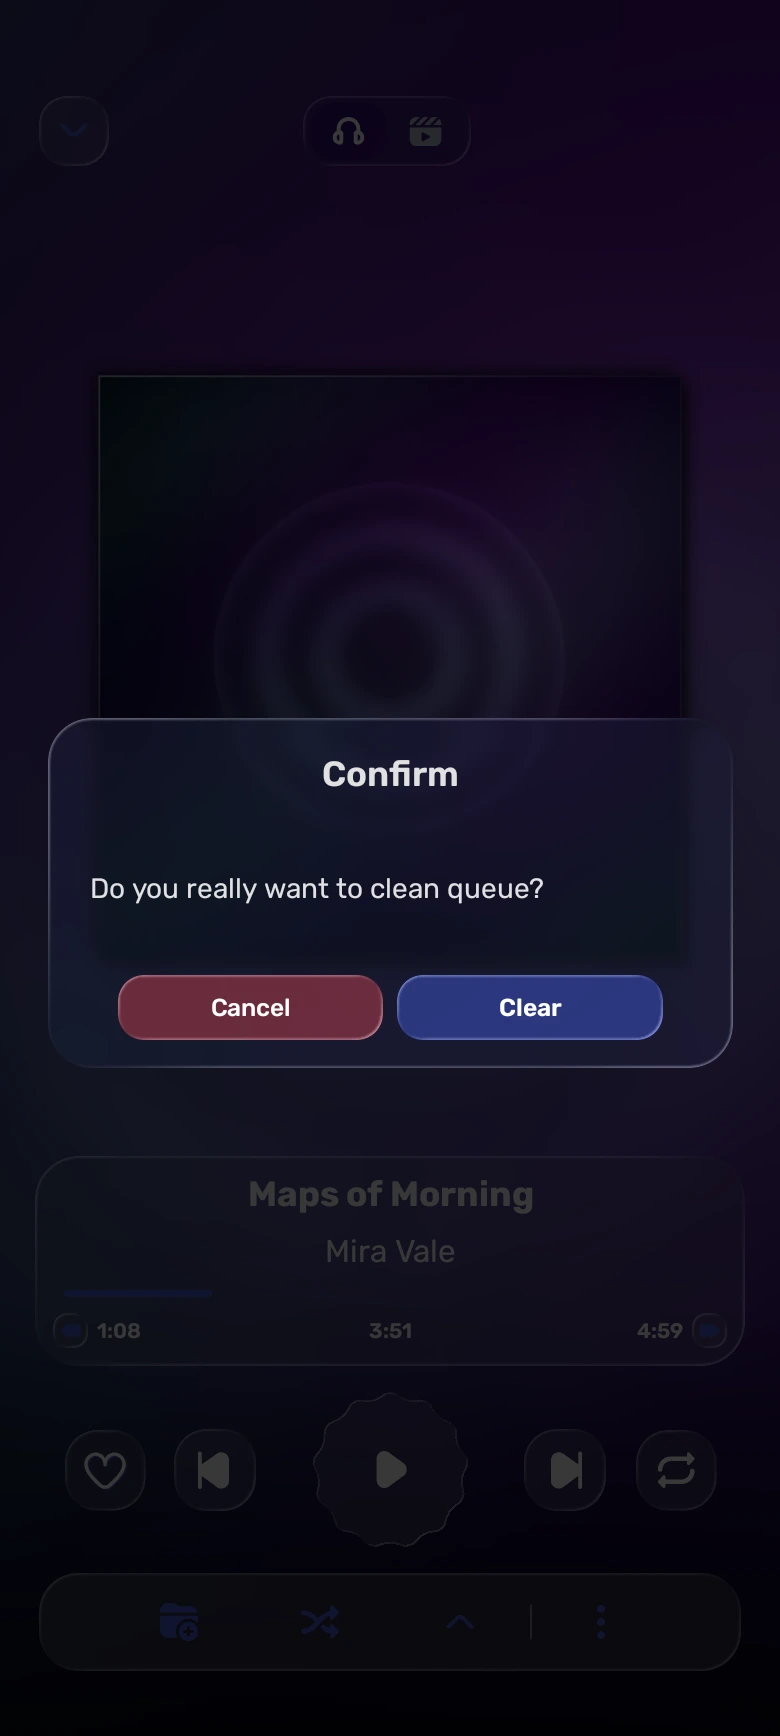 Confirm
Do you really want to clean queue?
Cancel Clear
Maps of Morning
Mira Vale
1:08 3:51 4:59